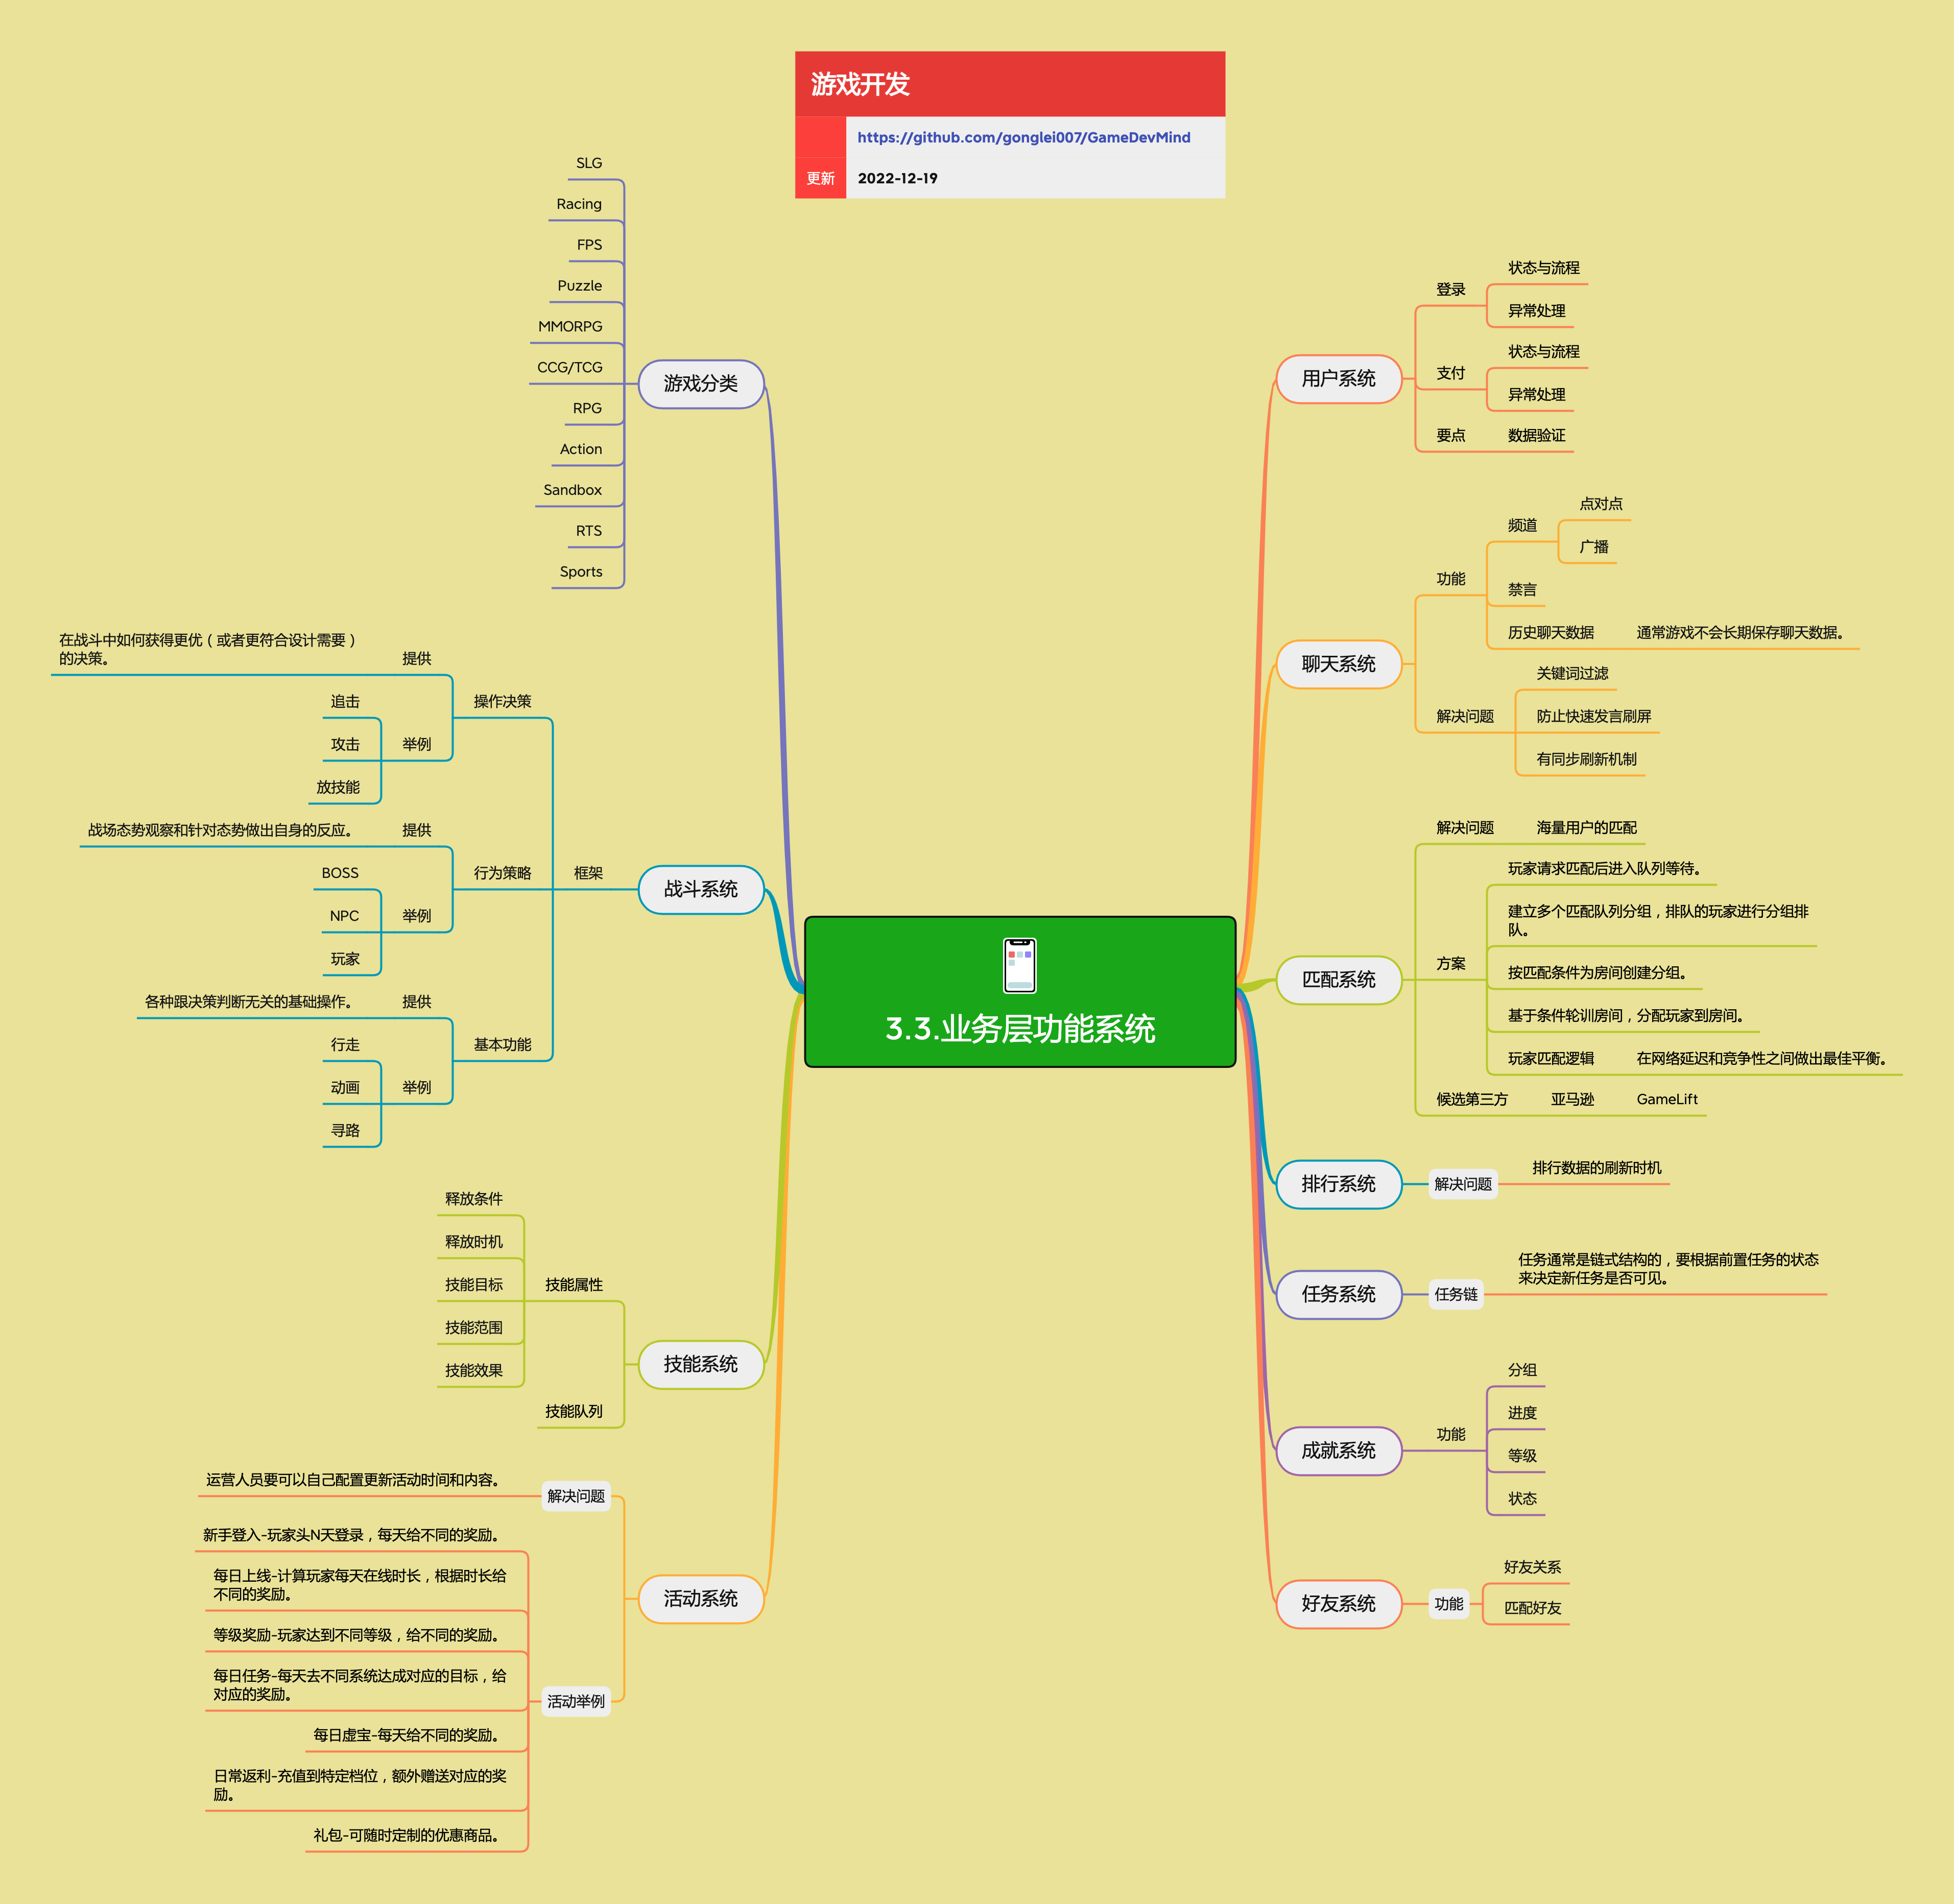 游戏开发
https://github.com/gonglei007/GameDevMind
更新
2022-12-19
3.3.业务层功能系统
用户系统
登录
状态与流程
异常处理
支付
状态与流程
异常处理
要点
数据验证
聊天系统
功能
频道
点对点
广播
禁言
历史聊天数据
通常游戏不会长期保存聊天数据。
解决问题
关键词过滤
防止快速发言刷屏
有同步刷新机制
匹配系统
解决问题
海量用户的匹配
方案
玩家请求匹配后进入队列等待。
建立多个匹配队列分组，排队的玩家进行分组排
队。
按匹配条件为房间创建分组。
基于条件轮训房间，分配玩家到房间。
玩家匹配逻辑
在网络延迟和竞争性之间做出最佳平衡。
候选第三方
亚马逊
GameLift
排行系统
解决问题
排行数据的刷新时机
任务系统
任务链
任务通常是链式结构的，要根据前置任务的状态
来决定新任务是否可见。
成就系统
功能
分组
进度
等级
状态
好友系统
功能
好友关系
匹配好友
游戏分类
SLG
Racing
FPS
Puzzle
MMORPG
CCG/TCG
RPG
Action
Sandbox
RTS
Sports
战斗系统
框架
操作决策
提供
在战斗中如何获得更优（或者更符合设计需要）
的决策。
举例
追击
攻击
放技能
行为策略
提供
战场态势观察和针对态势做出自身的反应。
举例
BOSS
NPC
玩家
基本功能
提供
各种跟决策判断无关的基础操作。
举例
行走
动画
寻路
技能系统
技能属性
释放条件
释放时机
技能目标
技能范围
技能效果
技能队列
活动系统
解决问题
运营人员要可以自己配置更新活动时间和内容。
活动举例
新手登入-玩家头N天登录，每天给不同的奖励。
每日上线-计算玩家每天在线时长，根据时长给
不同的奖励。
等级奖励-玩家达到不同等级，给不同的奖励。
每日任务-每天去不同系统达成对应的目标，给
对应的奖励。
每日虚宝-每天给不同的奖励。
日常返利-充值到特定档位，额外赠送对应的奖
励。
礼包-可随时定制的优惠商品。